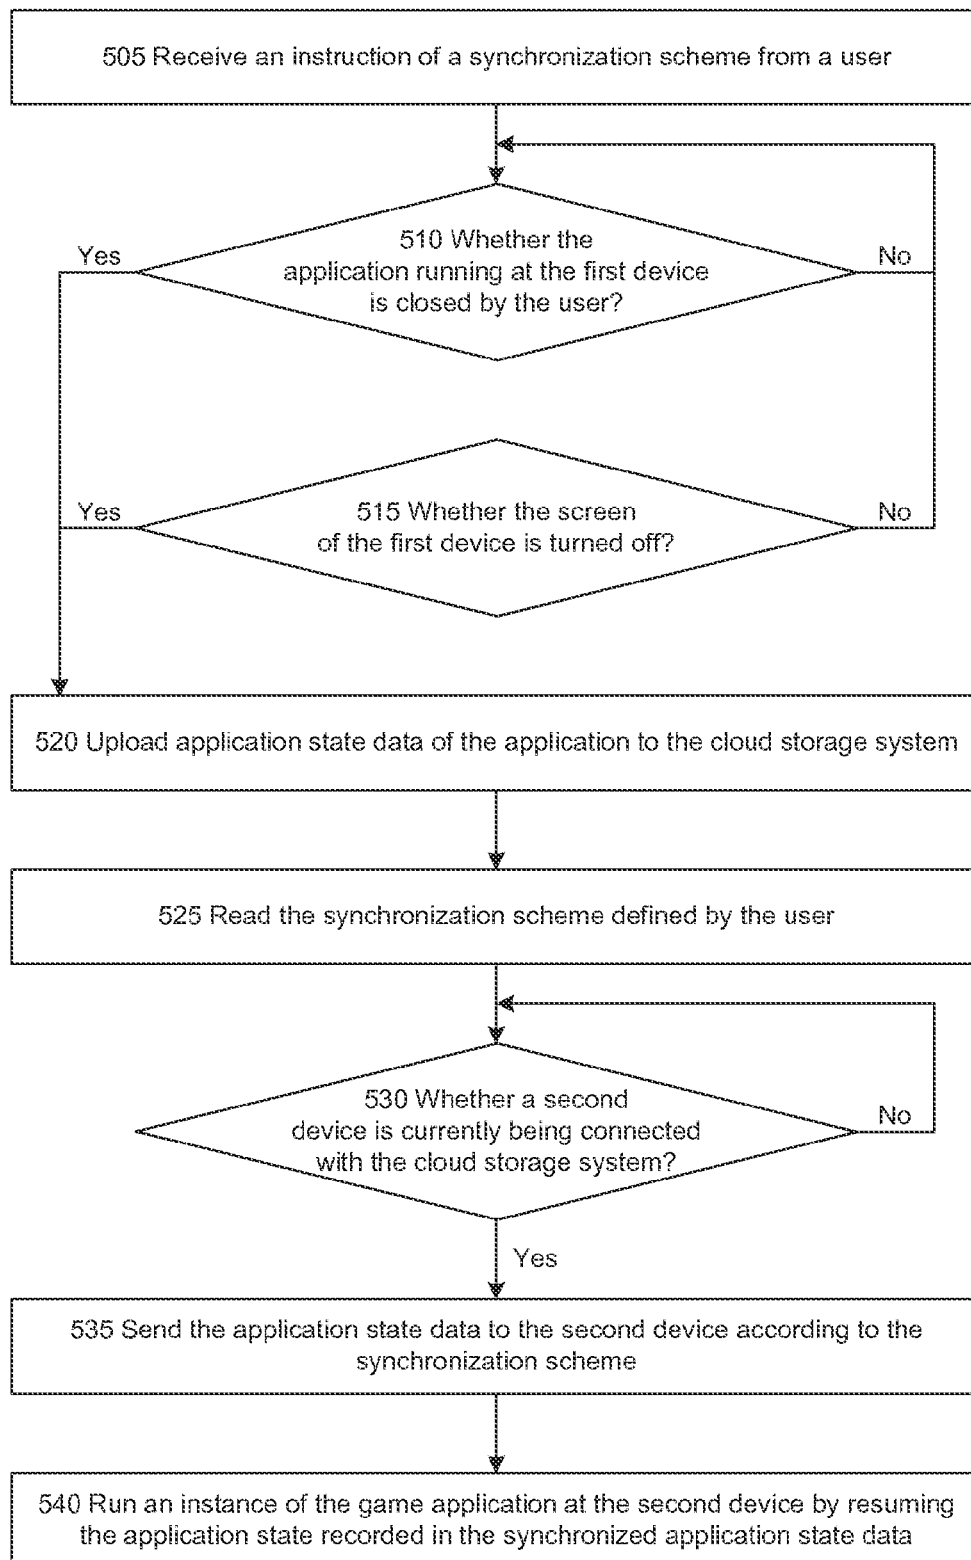 505 Receive an instruction of a synchronization scheme from a user
510 Whether the
application running at the first device
is closed by the user?
Yes
No
515 Whether the screen
of the first device is turned off?
Yes
No
520 Upload application state data of the application to the cloud storage system
525 Read the synchronization scheme defined by the user
530 Whether a second
device is currently being connected
with the cloud storage system?
No
Yes
535 Send the application state data to the second device according to the
synchronization scheme
540 Run an instance of the game application at the second device by resuming
the application state recorded in the synchronized application state data